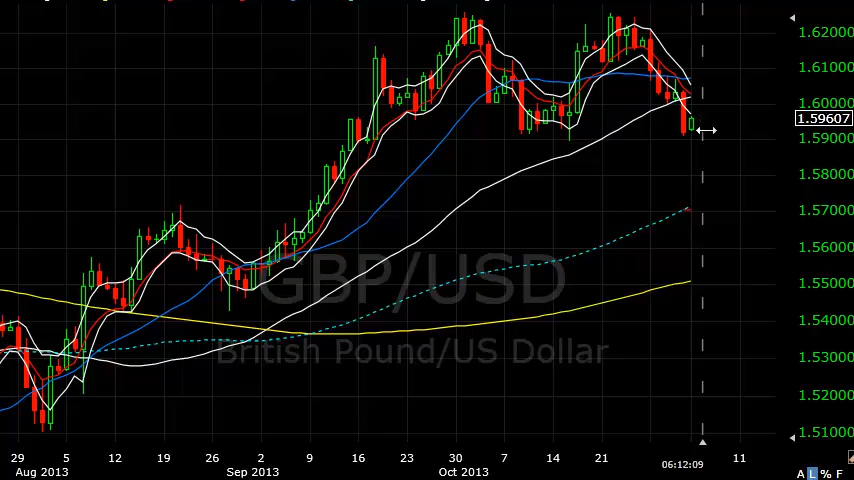 1.62000
1.61000
1.60000
1.59607
1.59000
1.58000
1.57000
1.56000
GBP/USD
1.55000
1.54000
British Pound/US Dollar
1.53000
1.52000
1.51000
29 5 12 19 26 2 9 16 23 30 7 14 21 11
06:12:09
Aug 2013 Sep 2013 Oct 2013
A L % F